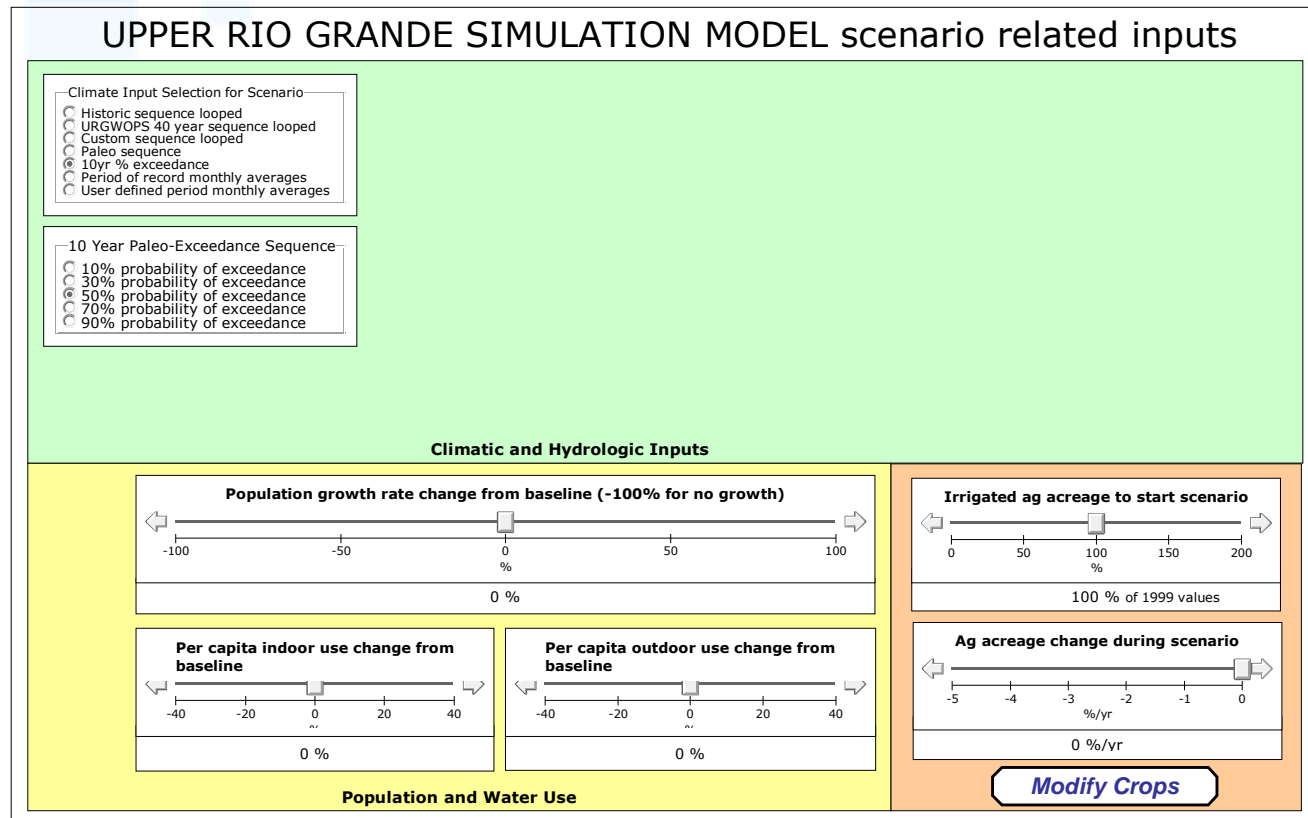 UPPER RIO GRANDE SIMULATION MODEL scenario related inputs
Climate Input Selection for Scenario
Historic sequence looped
URGWOPS 40 year sequence looped
Custom sequence looped
Paleo sequence
10yr % exceedance
Period of record monthly averages
User defined period monthly averages
10 Year Paleo-Exceedance Sequence
10% probability of exceedance
30% probability of exceedance
50% probability of exceedance
70% probability of exceedance
90% probability of exceedance
Climatic and Hydrologic Inputs
Population growth rate change from baseline (-100% for no growth)
-100 -50 0 50 100
%
0 %
Per capita indoor use change from
baseline
-40 -20 0 20 40
%
0 %
Per capita outdoor use change from
baseline
-40 -20 0 20 40
%
0 %
Population and Water Use
Irrigated ag acreage to start scenario
0 50 100 150 200
%
100 % of 1999 values
Ag acreage change during scenario
-5 -4 -3 -2 -1 0
%/yr
0 %/yr
Modify Crops